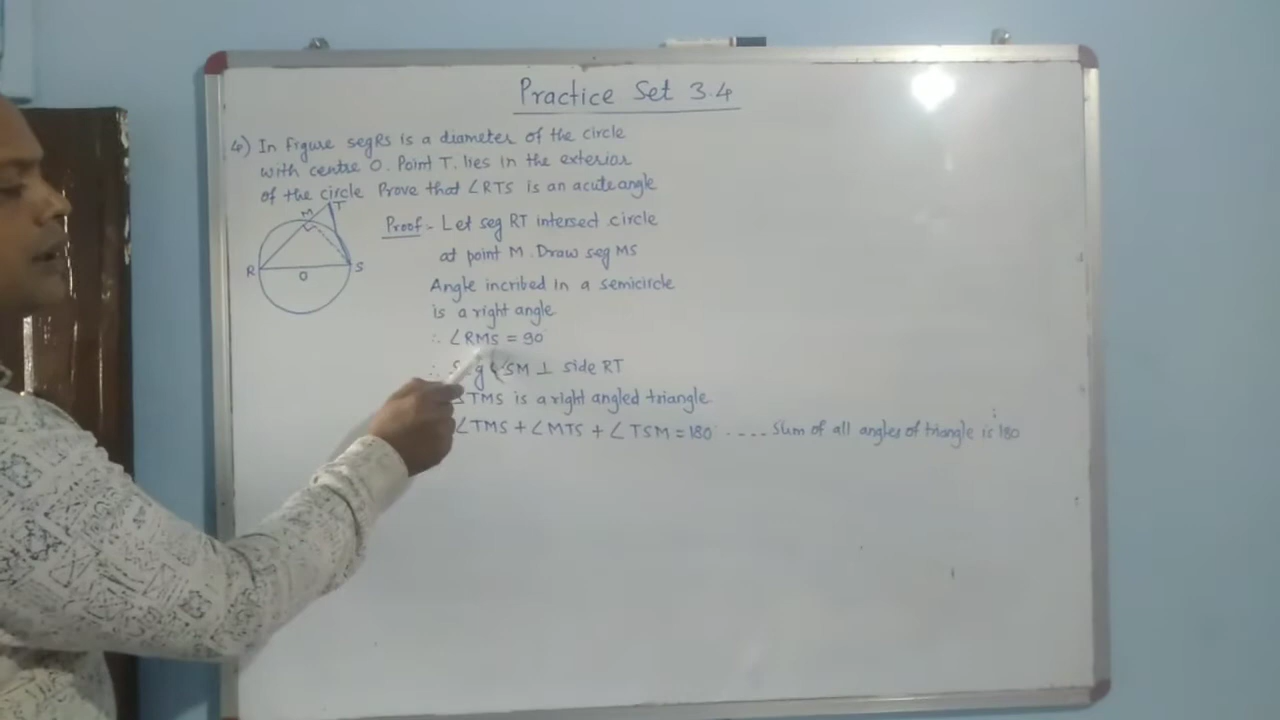 Practice Set 3.4
4) In Figure segRS is a diameter of the circle
with centre O. Point T. lies in the exterior
of the circle Prove that ∠RTS is an acute angle
M T
R S
O
Proof - Let seg RT intersect circle
at point M. Draw seg MS
Angle incribed in a semicircle
is a right angle
∴ ∠RMS = 90
∴ SM ⊥ side RT
TMS is a right angled triangle
∠TMS + ∠MTS + ∠TSM = 180 .---- Sum of all angles of triangle is 180